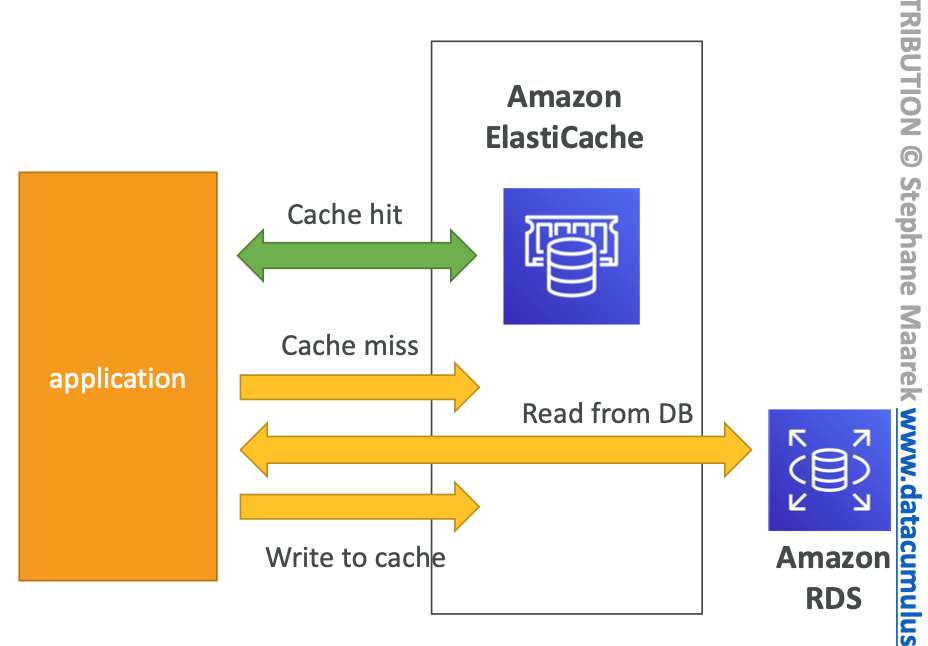 Amazon
ElastiCache
Cache hit
Cache miss
application
Read from DB
Write to cache
Amazon
RDS
TRIBUTION © Stephane Maarek www.datacumulus